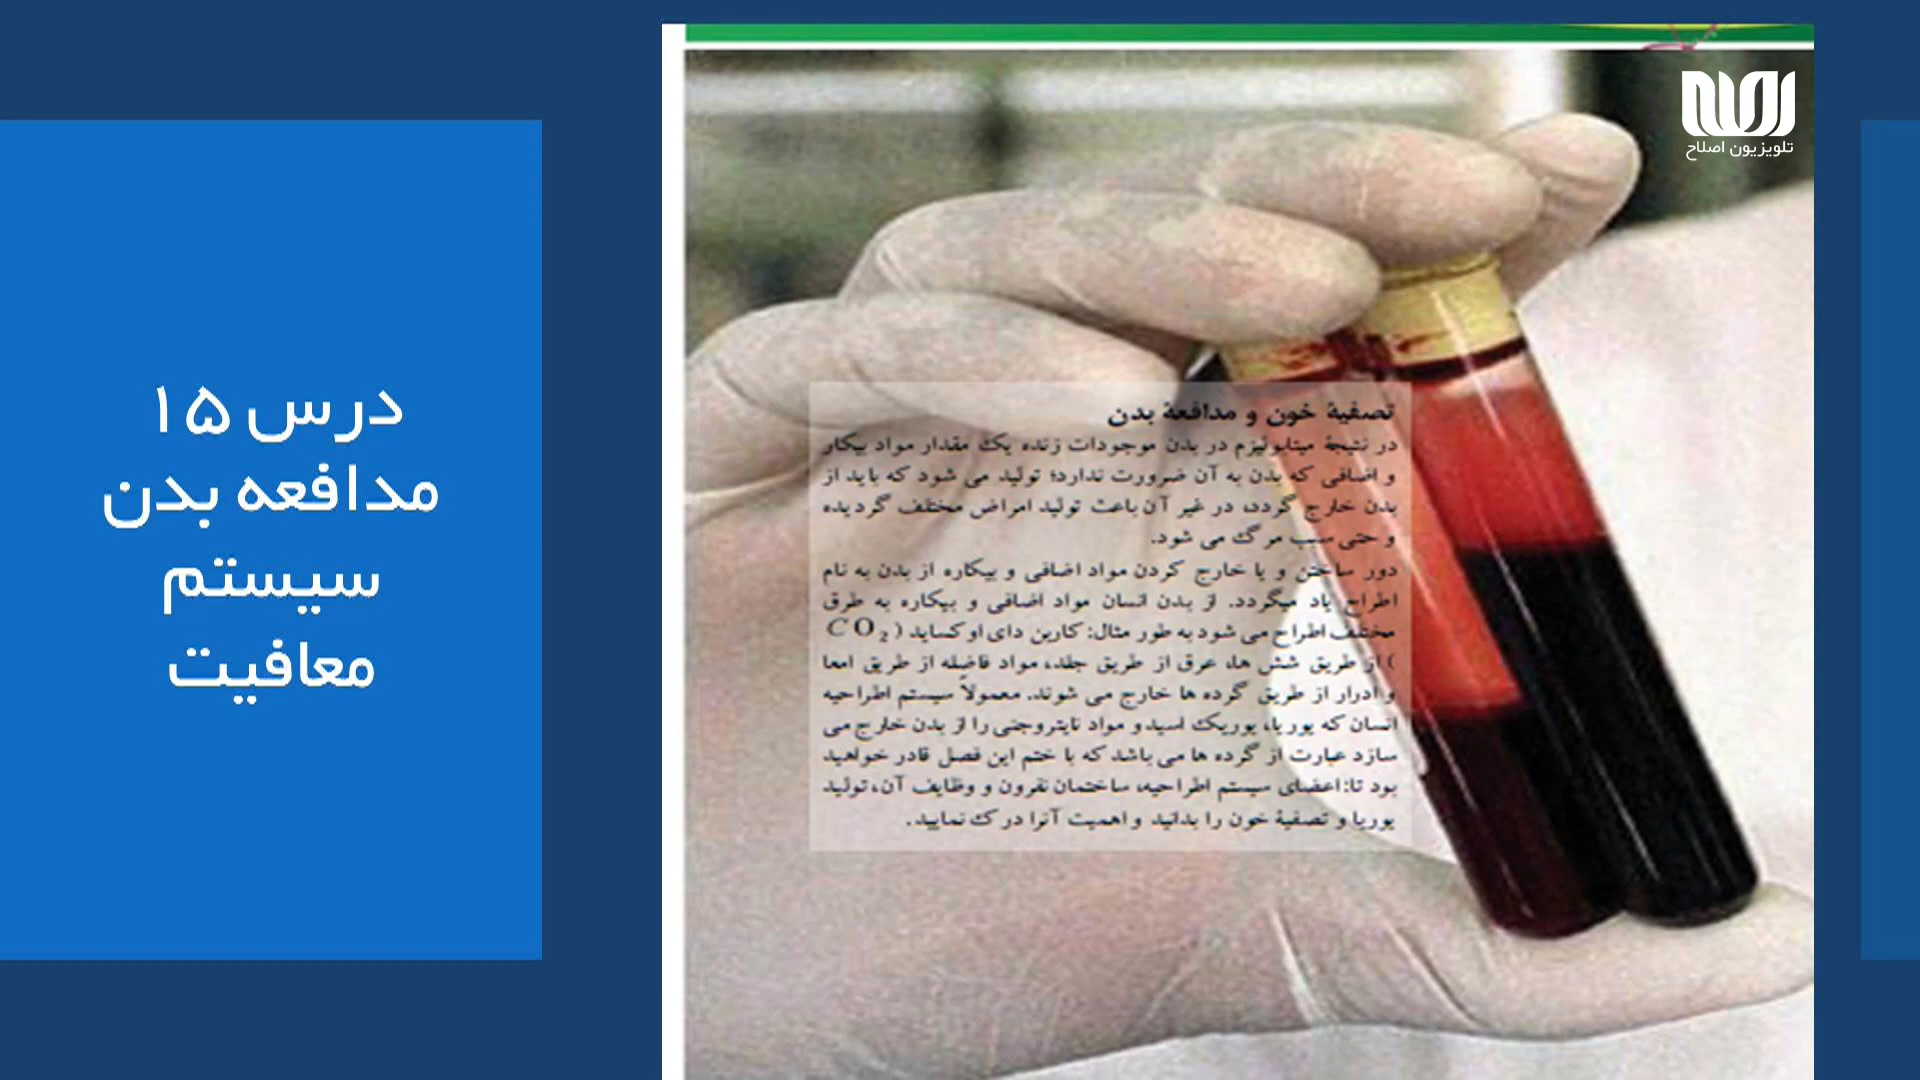 درس ۱۵
مدافعه بدن
سیستم
معافیت
تلویزیون اصلاح
تصفیۀ خون و مدافعۀ بدن
در نتیجۀ میتابولیزم در بدن موجودات زنده یک مقدار مواد بیکار
و اضافی که بدن به آن ضرورت ندارد؛ تولید می شود که باید از
بدن خارج گردد، در غیر آن باعث تولید امراض مختلف گردیده
و حتی سبب مرگ می شود.
دور ساختن و یا خارج کردن مواد اضافی و بیکاره از بدن به نام
اطراح یاد میگردد. از بدن انسان مواد اضافی و بیکاره به طرق
مختلف اطراح می شود به طور مثال: کاربن دای اوکساید ( CO₂
) از طریق شش ها، عرق از طریق جلد، مواد فاضله از طریق امعا
و ادرار از طریق گرده ها خارج می شوند. معمولاً سیستم اطراحیه
انسان که یوریا، یوریک اسید و مواد نایتروجنی را از بدن خارج می
سازد عبارت از گرده ها می باشد که با ختم این فصل قادر خواهید
بود تا: اعضای سیستم اطراحیه، ساختمان نفرون و وظایف آن، تولید
یوریا و تصفیۀ خون را بدانید و اهمیت آنرا درک نمایید.